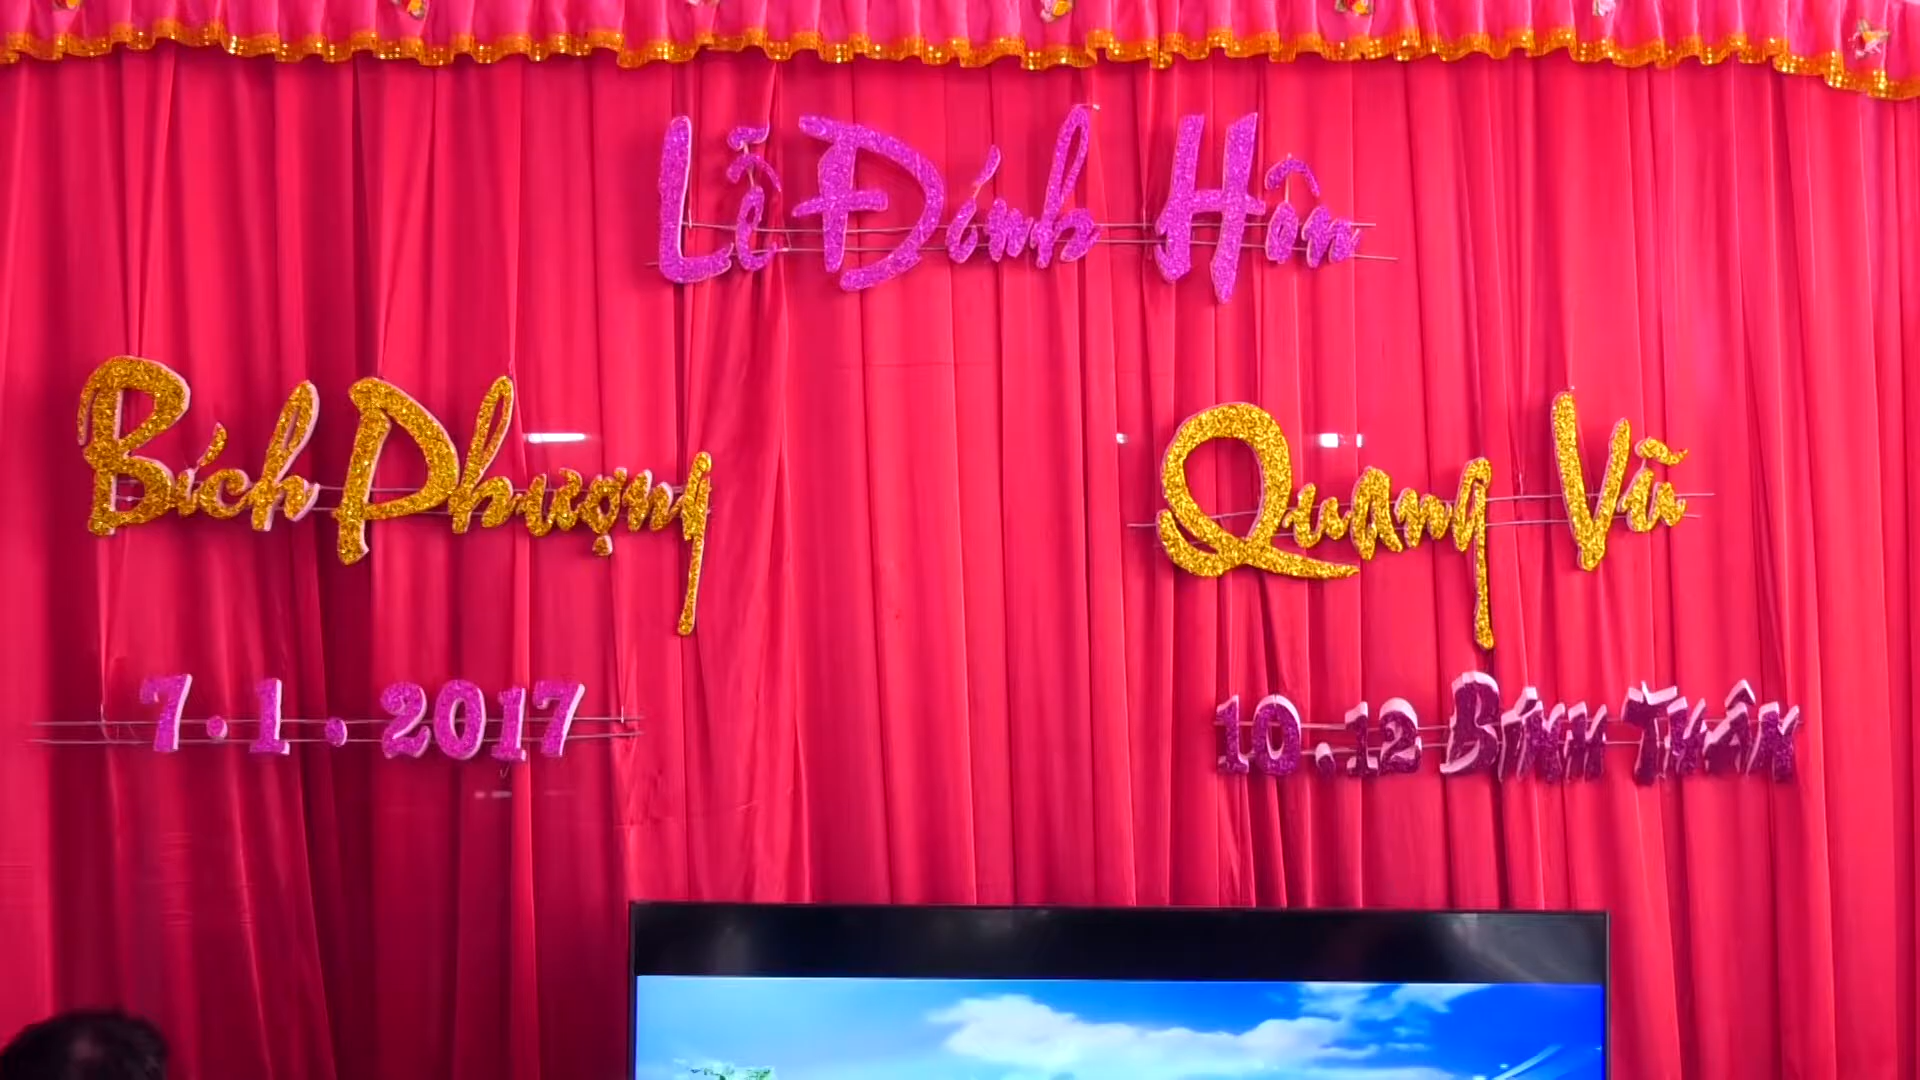 Lễ Đính Hôn
Bích Phượng
Quang Vũ
7.1.2017
10.12 BÍNH THÂN